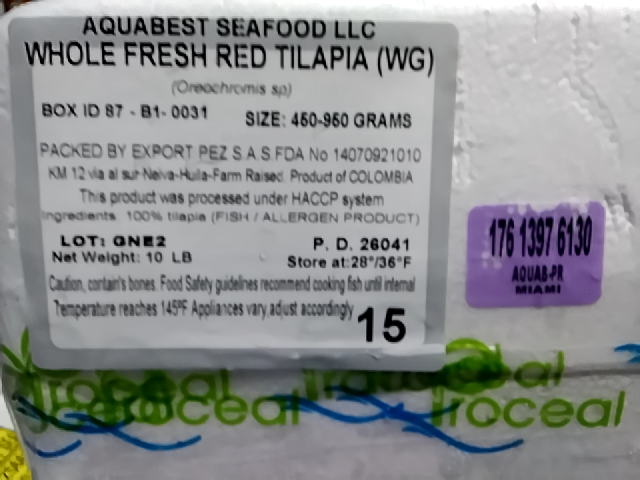 AQUABEST SEAFOOD LLC
WHOLE FRESH RED TILAPIA (WG)
(Oreochromis sp)
BOX ID 87 - B1- 0031
SIZE: 450-950 GRAMS
PACKED BY EXPORT PEZ S A S FDA No 14070921010
KM 12 via al sur Neiva-Huila-Farm Raised. Product of COLOMBIA
This product was processed under HACCP system
Ingredients 100% tilapia (FISH / ALLERGEN PRODUCT)
LOT: GNE2
P. D. 26041
Net Weight: 10 LB
Store at:28°/36°F
Caution, contain's bones. Food Safety guidelines recommend cooking fish until internal
Temperature reaches 145ºF Appliances vary, adjust accordingly
15
176 1397 6130
AQUAB-PR
MIAMI